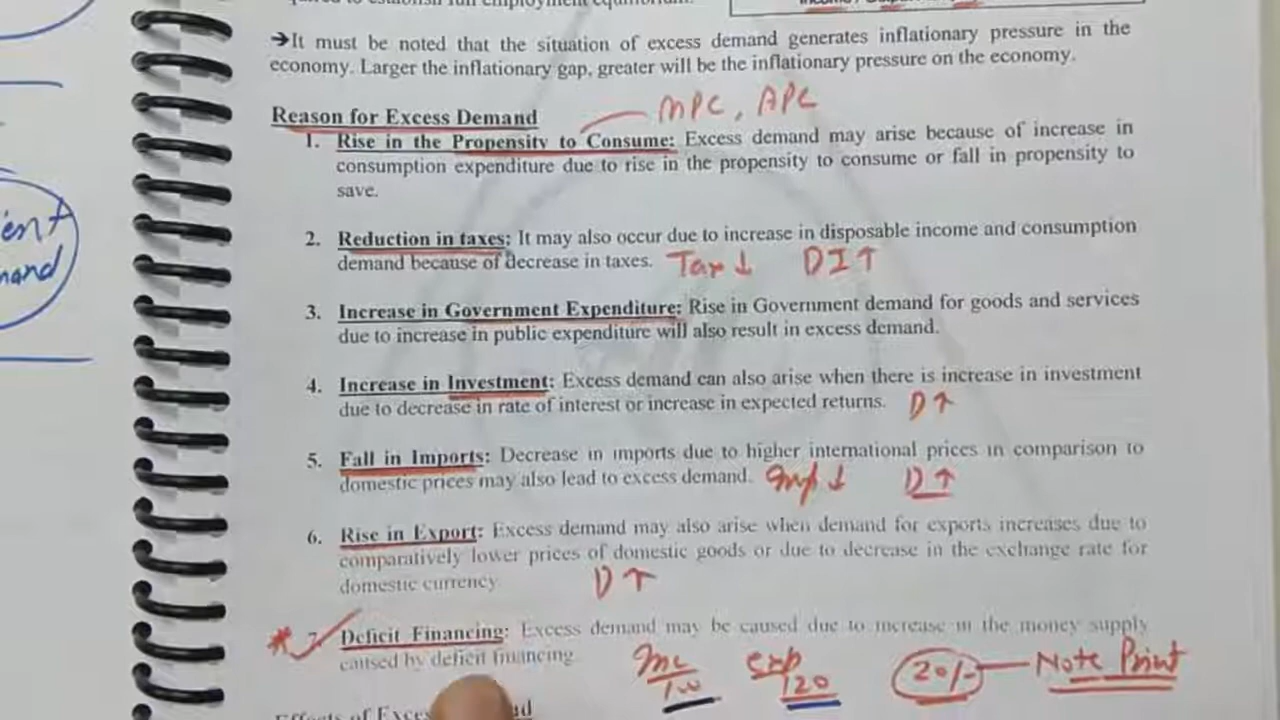 to establish full employment equilibrium.
➔It must be noted that the situation of excess demand generates inflationary pressure in the
economy. Larger the inflationary gap, greater will be the inflationary pressure on the economy.
MPC, APC
Reason for Excess Demand
1. Rise in the Propensity to Consume: Excess demand may arise because of increase in
consumption expenditure due to rise in the propensity to consume or fall in propensity to
save.
2. Reduction in taxes: It may also occur due to increase in disposable income and consumption
demand because of decrease in taxes. Tax ↓ DI↑
3. Increase in Government Expenditure: Rise in Government demand for goods and services
due to increase in public expenditure will also result in excess demand.
4. Increase in Investment: Excess demand can also arise when there is increase in investment
due to decrease in rate of interest or increase in expected returns. D↑
5. Fall in Imports: Decrease in imports due to higher international prices in comparison to
domestic prices may also lead to excess demand. Imp ↓ D↑
6. Rise in Export: Excess demand may also arise when demand for exports increases due to
comparatively lower prices of domestic goods or due to decrease in the exchange rate for
domestic currency D↑
7. Deficit Financing: Excess demand may be caused due to increase in the money supply
caused by deficit financing. Inc 100 exp 120 20/- Note Print
Effects of Exces